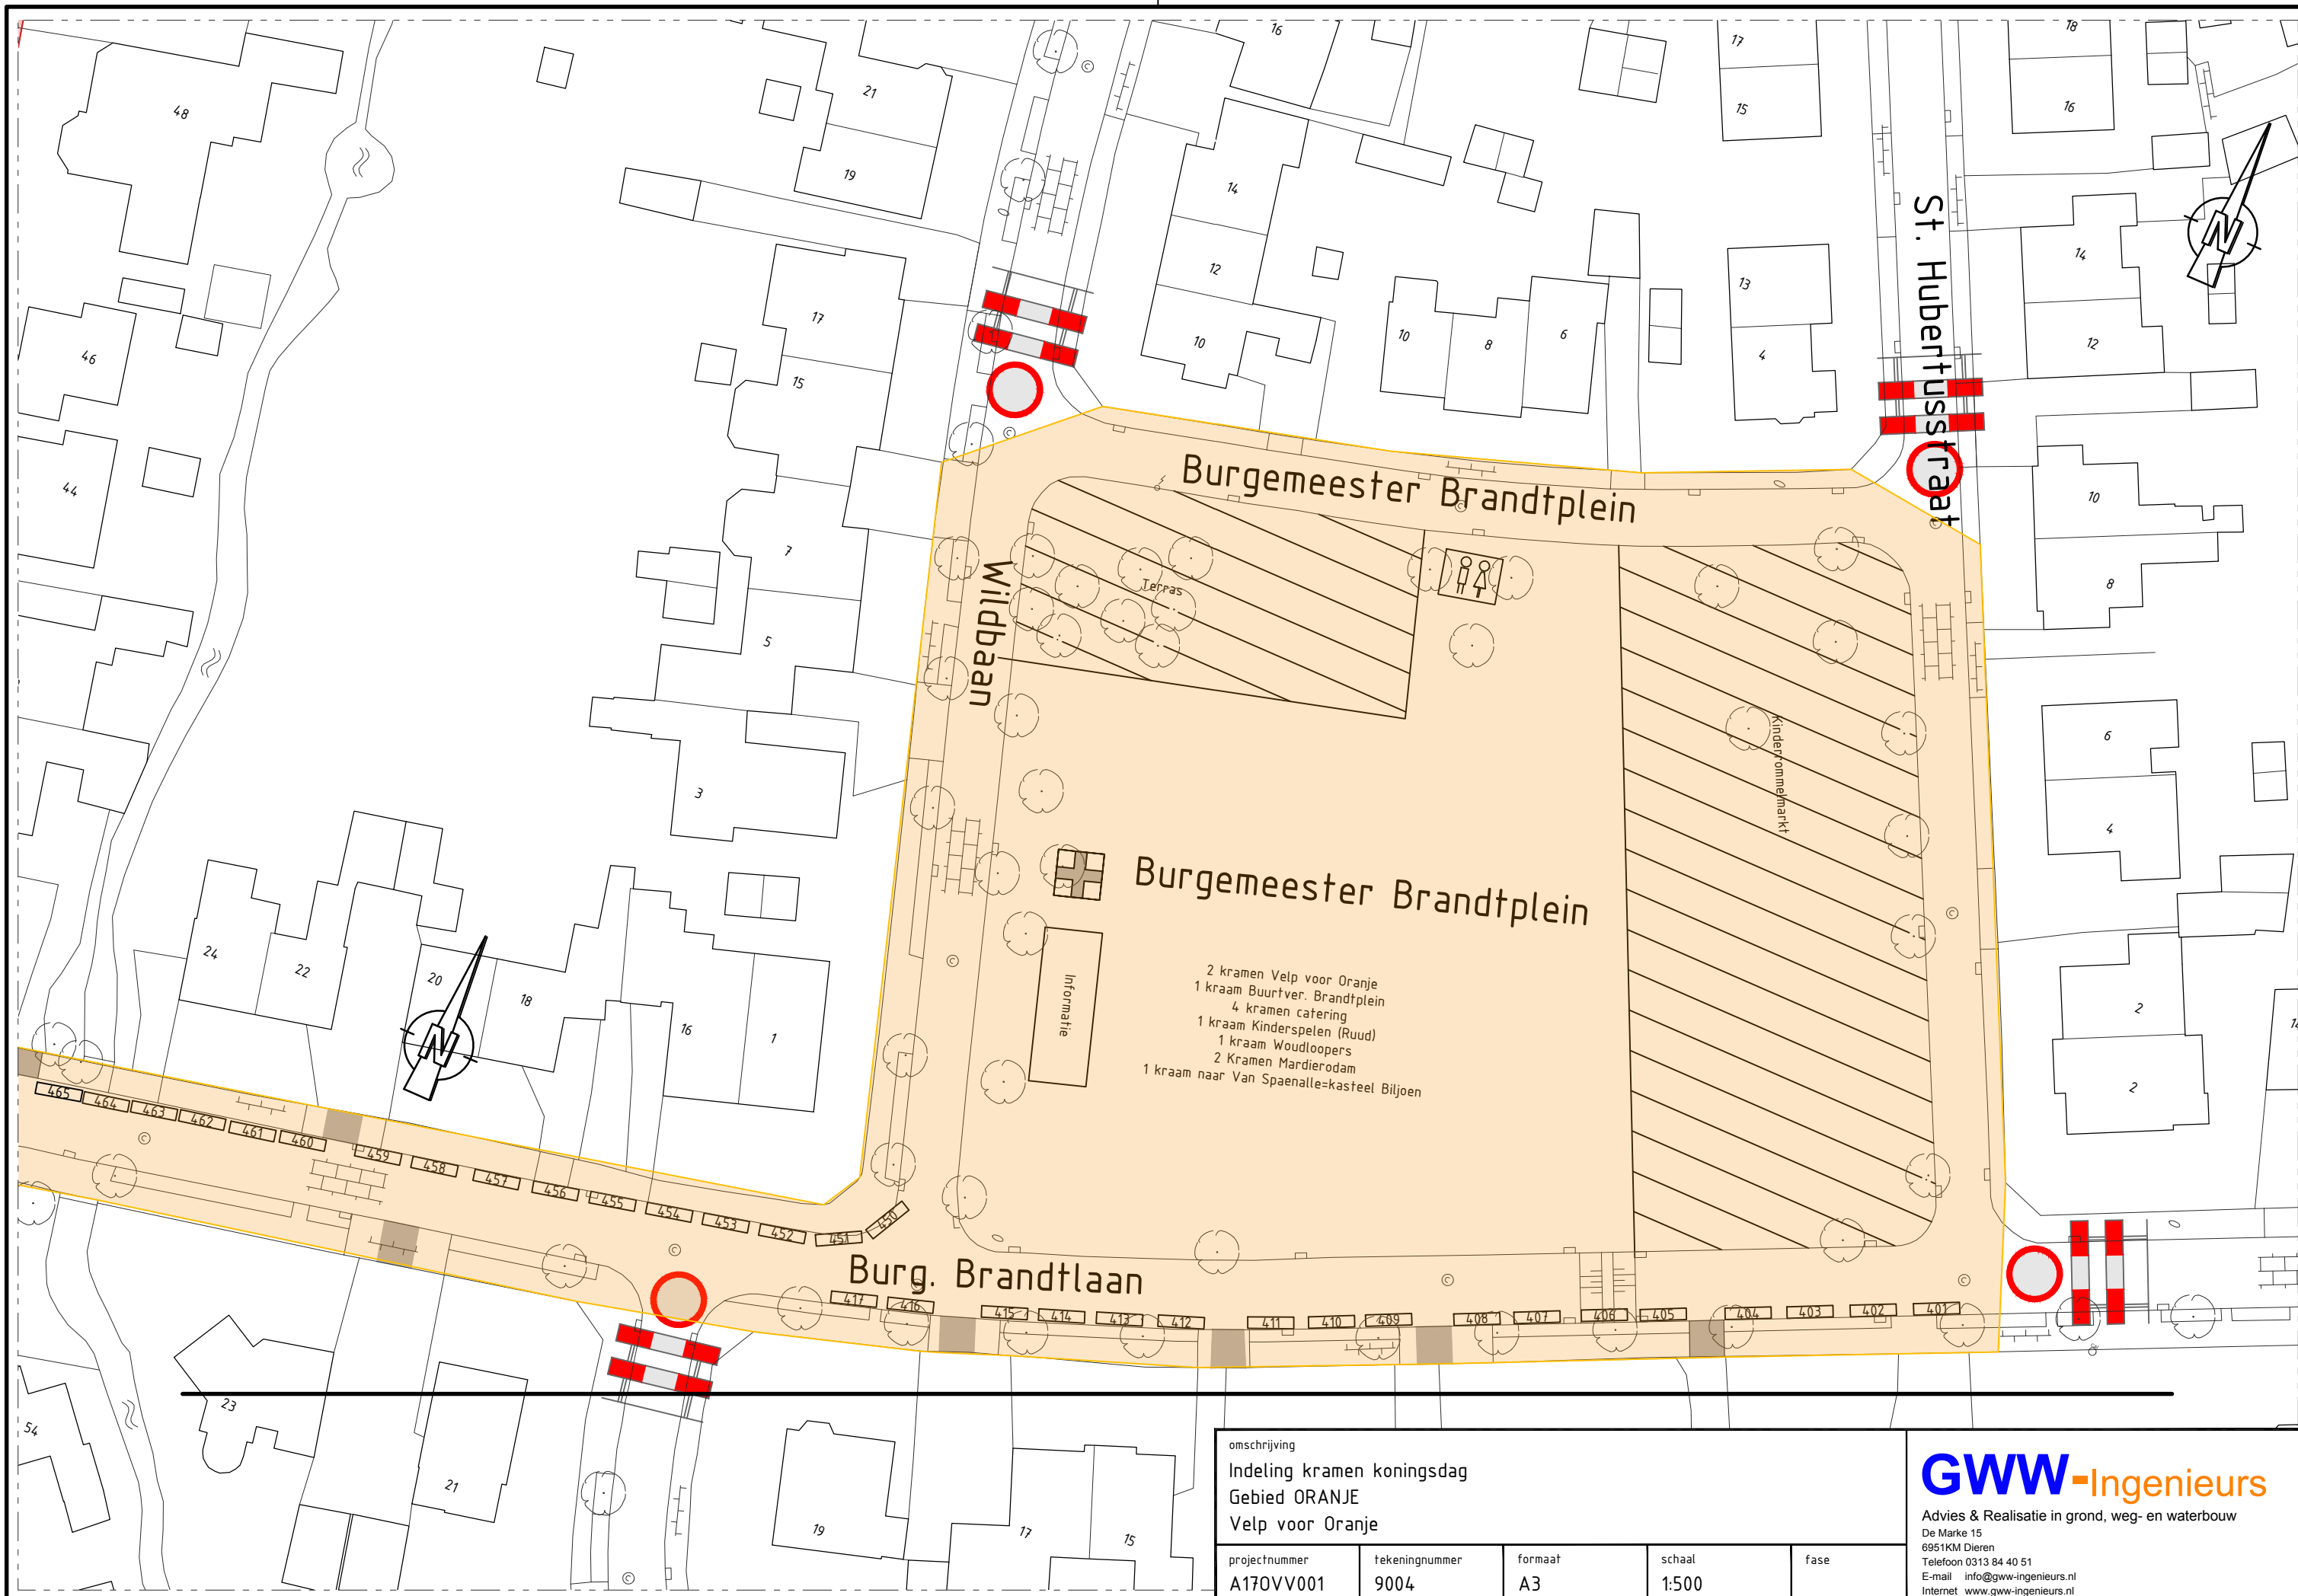 16
17
18
48
21
15
16
19
14
St. Hubertusstraat
N
14
12
17
13
46
10
10
8
6
4
12
15
Burgemeester Brandtplein
44
10
7
Terras
Wildbaan
8
5
Kinderrommelmarkt
6
3
4
Burgemeester Brandtplein
24
22
20
18
16
1
N
Informatie
2 kramen Velp voor Oranje
1 kraam Buurtver. Brandtplein
4 kramen catering
1 kraam Kinderspelen (Ruud)
1 kraam Woudloopers
2 Kramen Mardierodam
1 kraam naar Van Spaenalle=kasteel Biljoen
2
14
2
465 464 463 462 461 460 459 458 457 456 455 454 453 452 451 450
Burg. Brandtlaan
417 416 415 414 413 412 411 410 409 408 407 406 405 404 403 402 401
54
23
21
19
17
15
omschrijving
Indeling kramen koningsdag
Gebied ORANJE
Velp voor Oranje
projectnummer tekeningnummer formaat schaal fase
A170VV001 9004 A3 1:500
GWW-Ingenieurs
Advies & Realisatie in grond, weg- en waterbouw
De Marke 15
6951KM Dieren
Telefoon 0313 84 40 51
E-mail info@gww-ingenieurs.nl
Internet www.gww-ingenieurs.nl